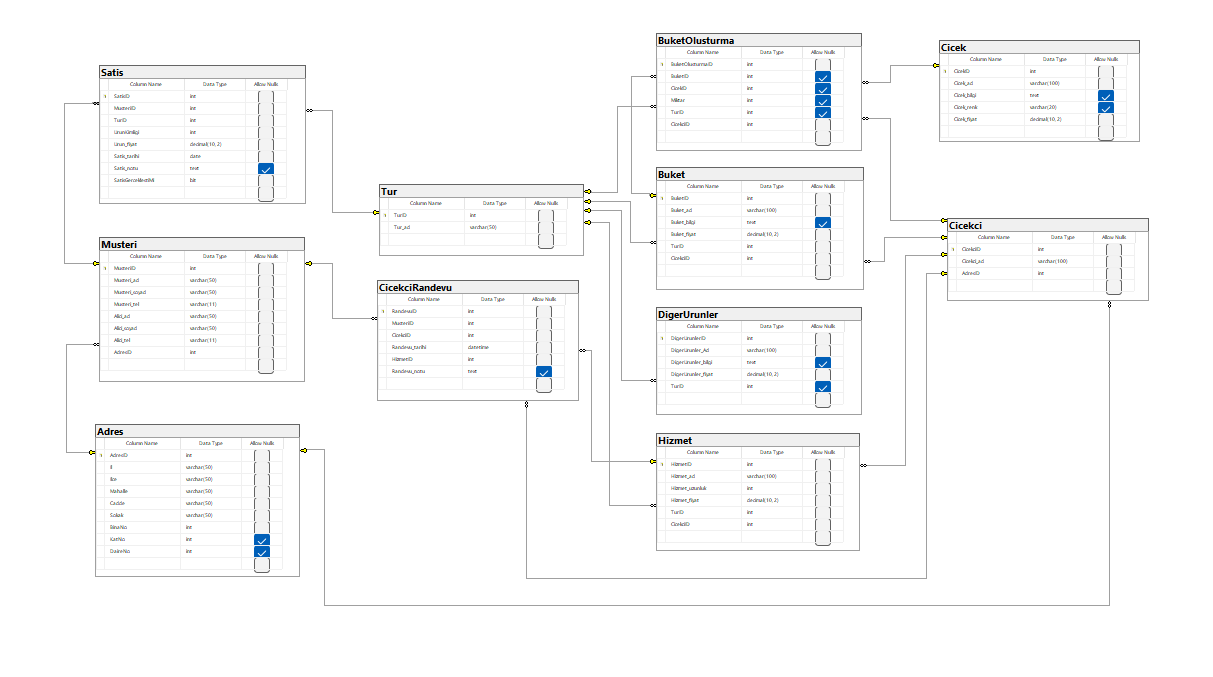 Satis
Column Name Data Type Allow Nulls
SatisID int
MusteriID int
TurID int
UrunKimligi int
Urun_fiyat decimal(10, 2)
Satis_tarihi date
Satis_notu text
SatisGerceklestiMi bit
Musteri
Column Name Data Type Allow Nulls
MusteriID int
Musteri_ad varchar(50)
Musteri_soyad varchar(50)
Musteri_tel varchar(11)
Alici_ad varchar(50)
Alici_soyad varchar(50)
Alici_tel varchar(11)
AdresID int
Adres
Column Name Data Type Allow Nulls
AdresID int
Il varchar(50)
Ilce varchar(50)
Mahalle varchar(50)
Cadde varchar(50)
Sokak varchar(50)
BinaNo int
KatNo int
DaireNo int
Tur
Column Name Data Type Allow Nulls
TurID int
Tur_ad varchar(50)
CicekciRandevu
Column Name Data Type Allow Nulls
RandevuID int
MusteriID int
CicekciID int
Randevu_tarihi datetime
HizmetID int
Randevu_notu text
BuketOlusturma
Column Name Data Type Allow Nulls
BuketOlusturmaID int
BuketID int
CicekID int
Miktar int
TurID int
CicekciID int
Buket
Column Name Data Type Allow Nulls
BuketID int
Buket_ad varchar(100)
Buket_bilgi text
Buket_fiyat decimal(10, 2)
TurID int
CicekciID int
DigerUrunler
Column Name Data Type Allow Nulls
DigerUrunlerID int
DigerUrunler_Ad varchar(100)
DigerUrunler_bilgi text
DigerUrunler_fiyat decimal(10, 2)
TurID int
Hizmet
Column Name Data Type Allow Nulls
HizmetID int
Hizmet_ad varchar(100)
Hizmet_uzunluk int
Hizmet_fiyat decimal(10, 2)
TurID int
CicekciID int
Cicek
Column Name Data Type Allow Nulls
CicekID int
Cicek_ad varchar(100)
Cicek_bilgi text
Cicek_renk varchar(20)
Cicek_fiyat decimal(10, 2)
Cicekci
Column Name Data Type Allow Nulls
CicekciID int
Cicekci_ad varchar(100)
AdresID int